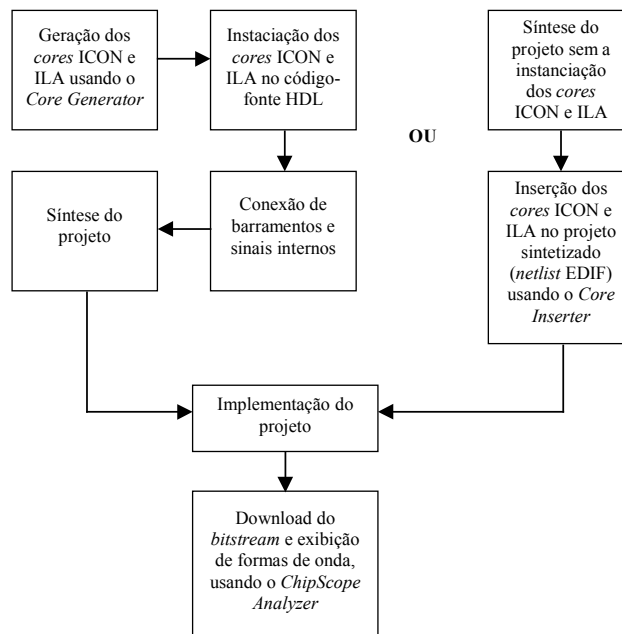 Geração dos
cores ICON e
ILA usando o
Core Generator
Instaciação dos
cores ICON e
ILA no código-
fonte HDL
OU
Síntese do
projeto sem a
instanciação
dos cores
ICON e ILA
Síntese do
projeto
Conexão de
barramentos e
sinais internos
Inserção dos
cores ICON e
ILA no projeto
sintetizado
(netlist EDIF)
usando o Core
Inserter
Implementação do
projeto
Download do
bitstream e exibição
de formas de onda,
usando o ChipScope
Analyzer